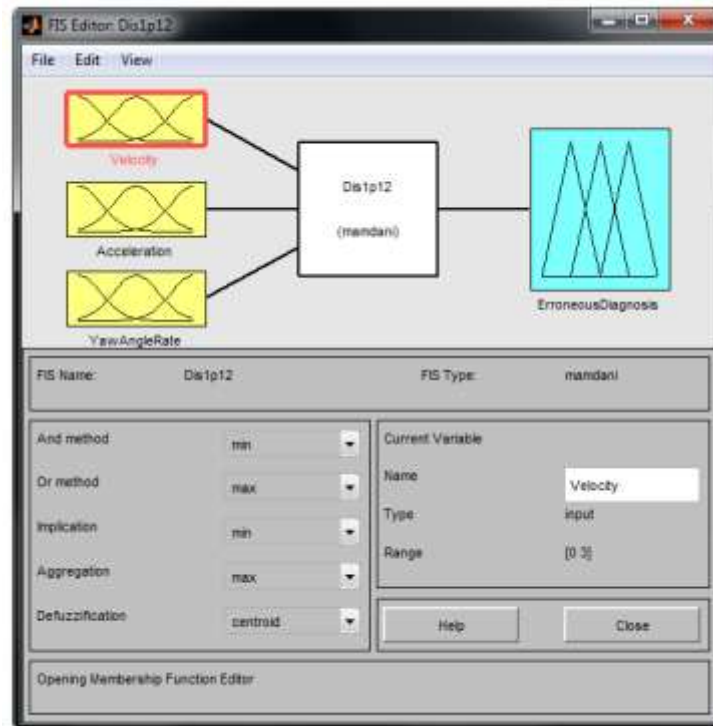 FIS Editor: Dis1p12
File Edit View
Velocity
Dis1p12
(mamdani)
Acceleration
ErroneousDiagnosis
YawAngleRate
FIS Name: Dis1p12 FIS Type: mamdani
And method min
Or method max
Implication min
Aggregation max
Defuzzification centroid
Current Variable
Name Velocity
Type input
Range [0 3]
Help Close
Opening Membership Function Editor